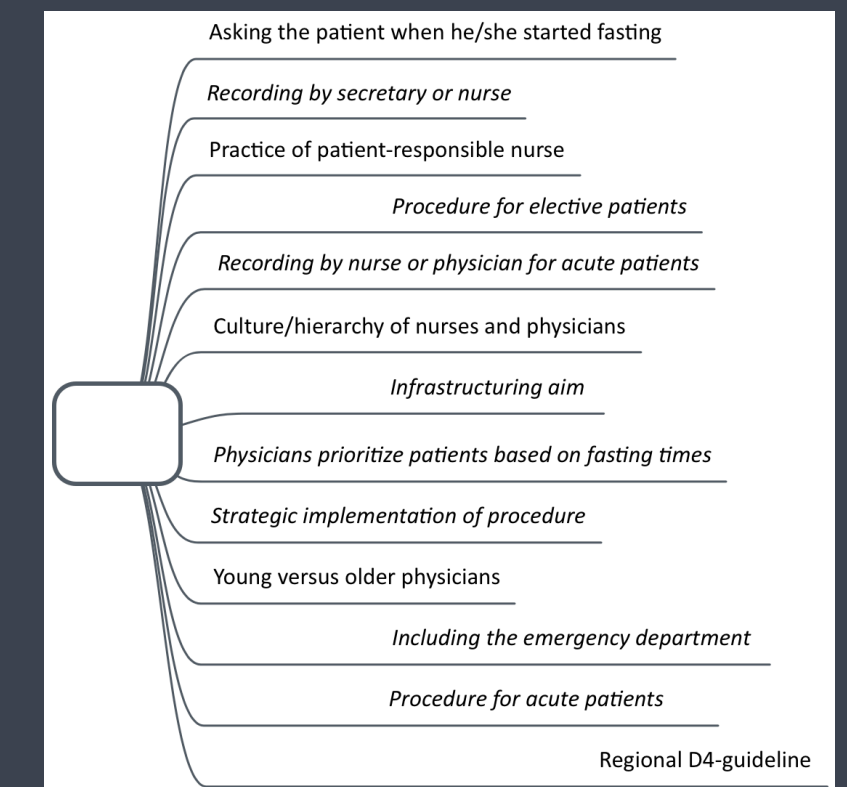 Asking the patient when he/she started fasting
Recording by secretary or nurse
Practice of patient-responsible nurse
Procedure for elective patients
Recording by nurse or physician for acute patients
Culture/hierarchy of nurses and physicians
Infrastructuring aim
Physicians prioritize patients based on fasting times
Strategic implementation of procedure
Young versus older physicians
Including the emergency department
Procedure for acute patients
Regional D4-guideline